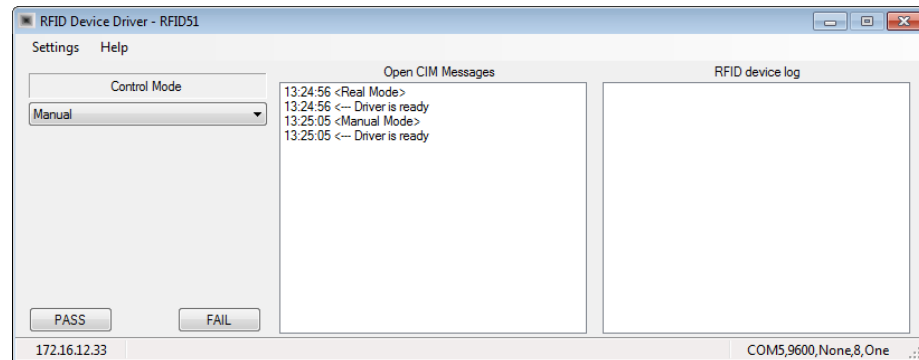 RFID Device Driver - RFID51
Settings Help
Control Mode
Manual
PASS FAIL
Open CIM Messages
13:24:56 <Real Mode>
13:24:56 <--- Driver is ready
13:25:05 <Manual Mode>
13:25:05 <--- Driver is ready
RFID device log
172.16.12.33 COM5,9600,None,8,One